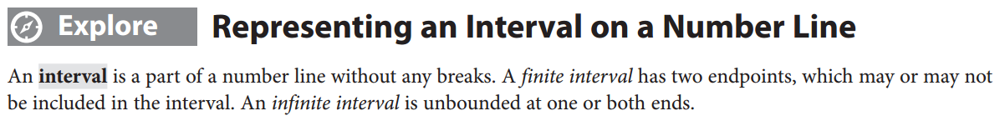 Explore Representing an Interval on a Number Line
An interval is a part of a number line without any breaks. A finite interval has two endpoints, which may or may not
be included in the interval. An infinite interval is unbounded at one or both ends.